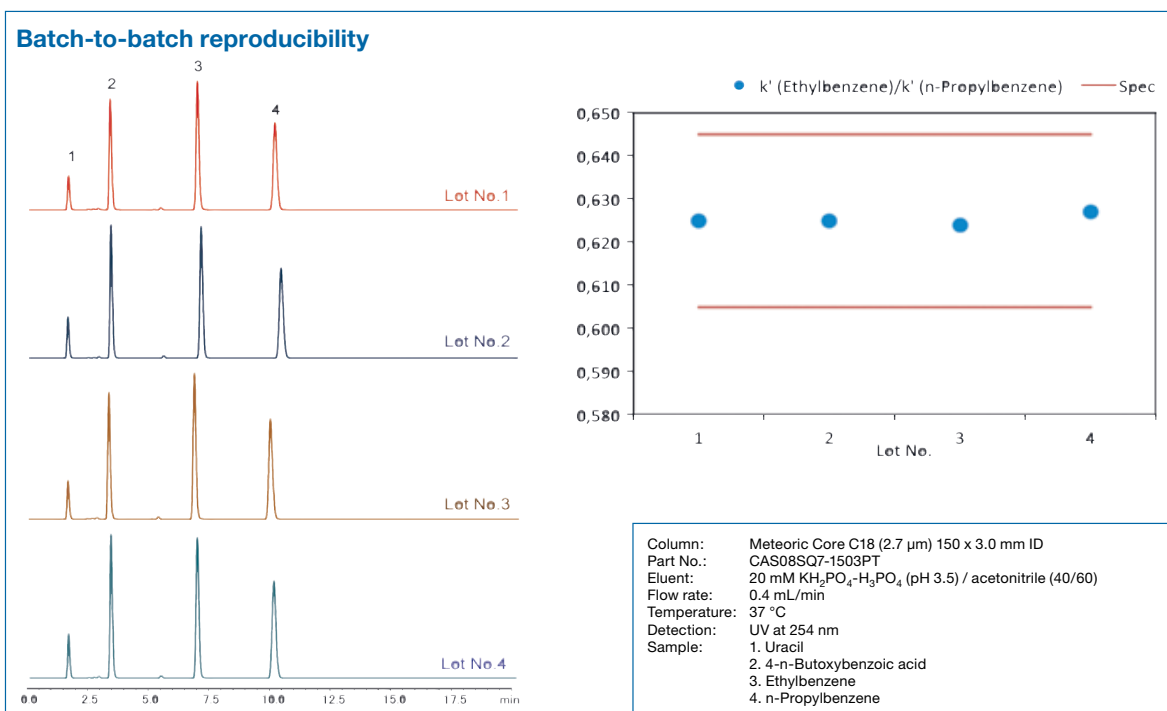 Batch-to-batch reproducibility
1
2
3
4
Lot No.1
Lot No.2
Lot No.3
Lot No.4
0.0 2.5 5.0 7.5 10.0 12.5 15.0 17.5 min
k' (Ethylbenzene)/k' (n-Propylbenzene) Spec
0,650
0,640
0,630
0,620
0,610
0,600
0,590
0,580
1 2 3 4
Lot No.
Column: Meteoric Core C18 (2.7 µm) 150 x 3.0 mm ID
Part No.: CAS08SQ7-1503PT
Eluent: 20 mM KH₂PO₄-H₃PO₄ (pH 3.5) / acetonitrile (40/60)
Flow rate: 0.4 mL/min
Temperature: 37 °C
Detection: UV at 254 nm
Sample: 1. Uracil
2. 4-n-Butoxybenzoic acid
3. Ethylbenzene
4. n-Propylbenzene